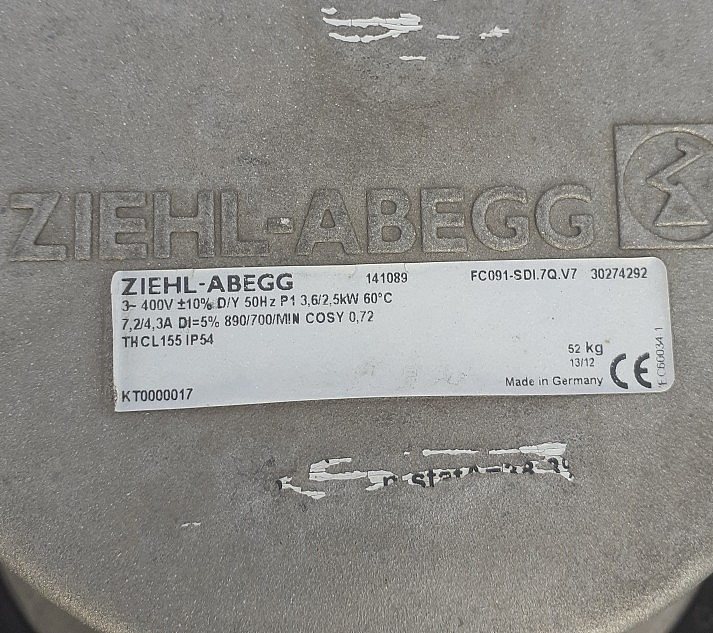 ZIEHL-ABEGG
ZIEHL-ABEGG 141089 FC091-SDI.7Q.V7 30274292
3~ 400V ±10% D/Y 50Hz P1 3,6/2,5kW 60°C
7,2/4,3A DI=5% 890/700/MIN COSY 0,72
THCL155 IP54
52 kg
13/12
Made in Germany CE
KT0000017